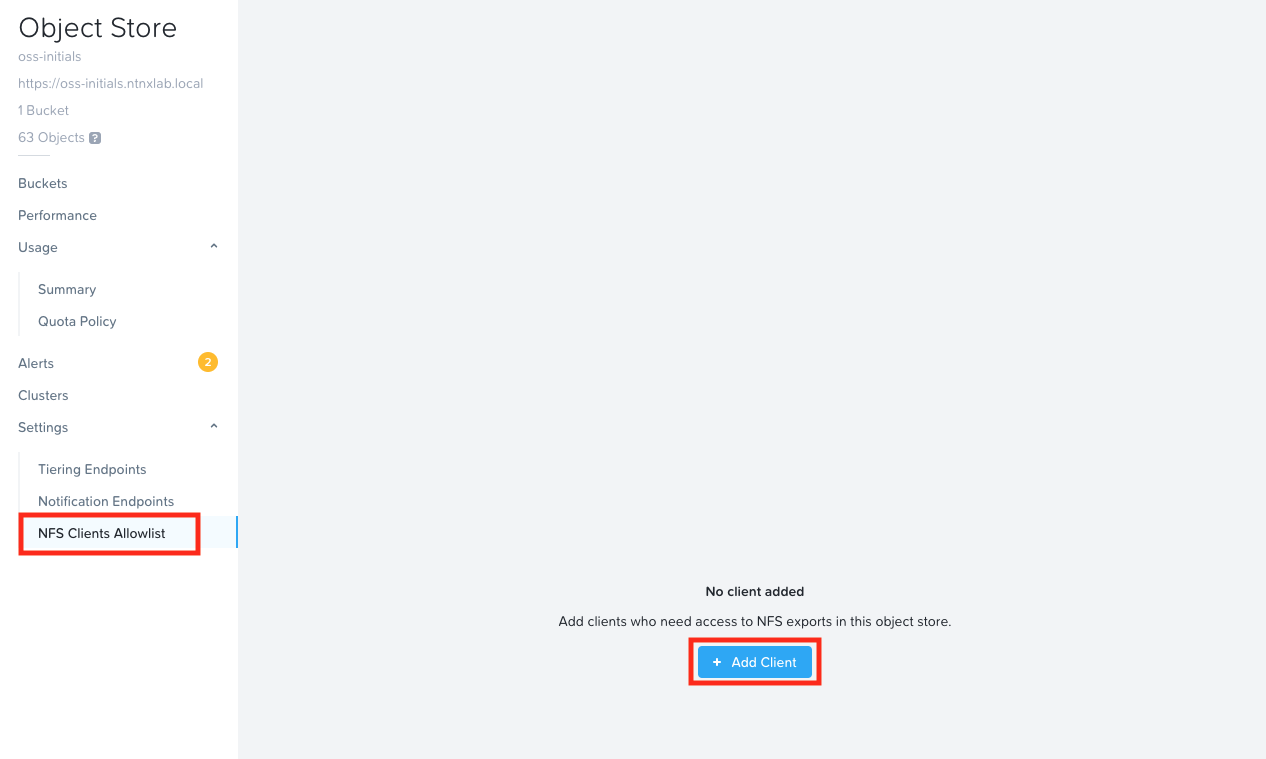 Object Store
oss-initials
https://oss-initials.ntnxlab.local
1 Bucket
63 Objects ?
Buckets
Performance
Usage
Summary
Quota Policy
Alerts 2
Clusters
Settings
Tiering Endpoints
Notification Endpoints
NFS Clients Allowlist
No client added
Add clients who need access to NFS exports in this object store.
+ Add Client